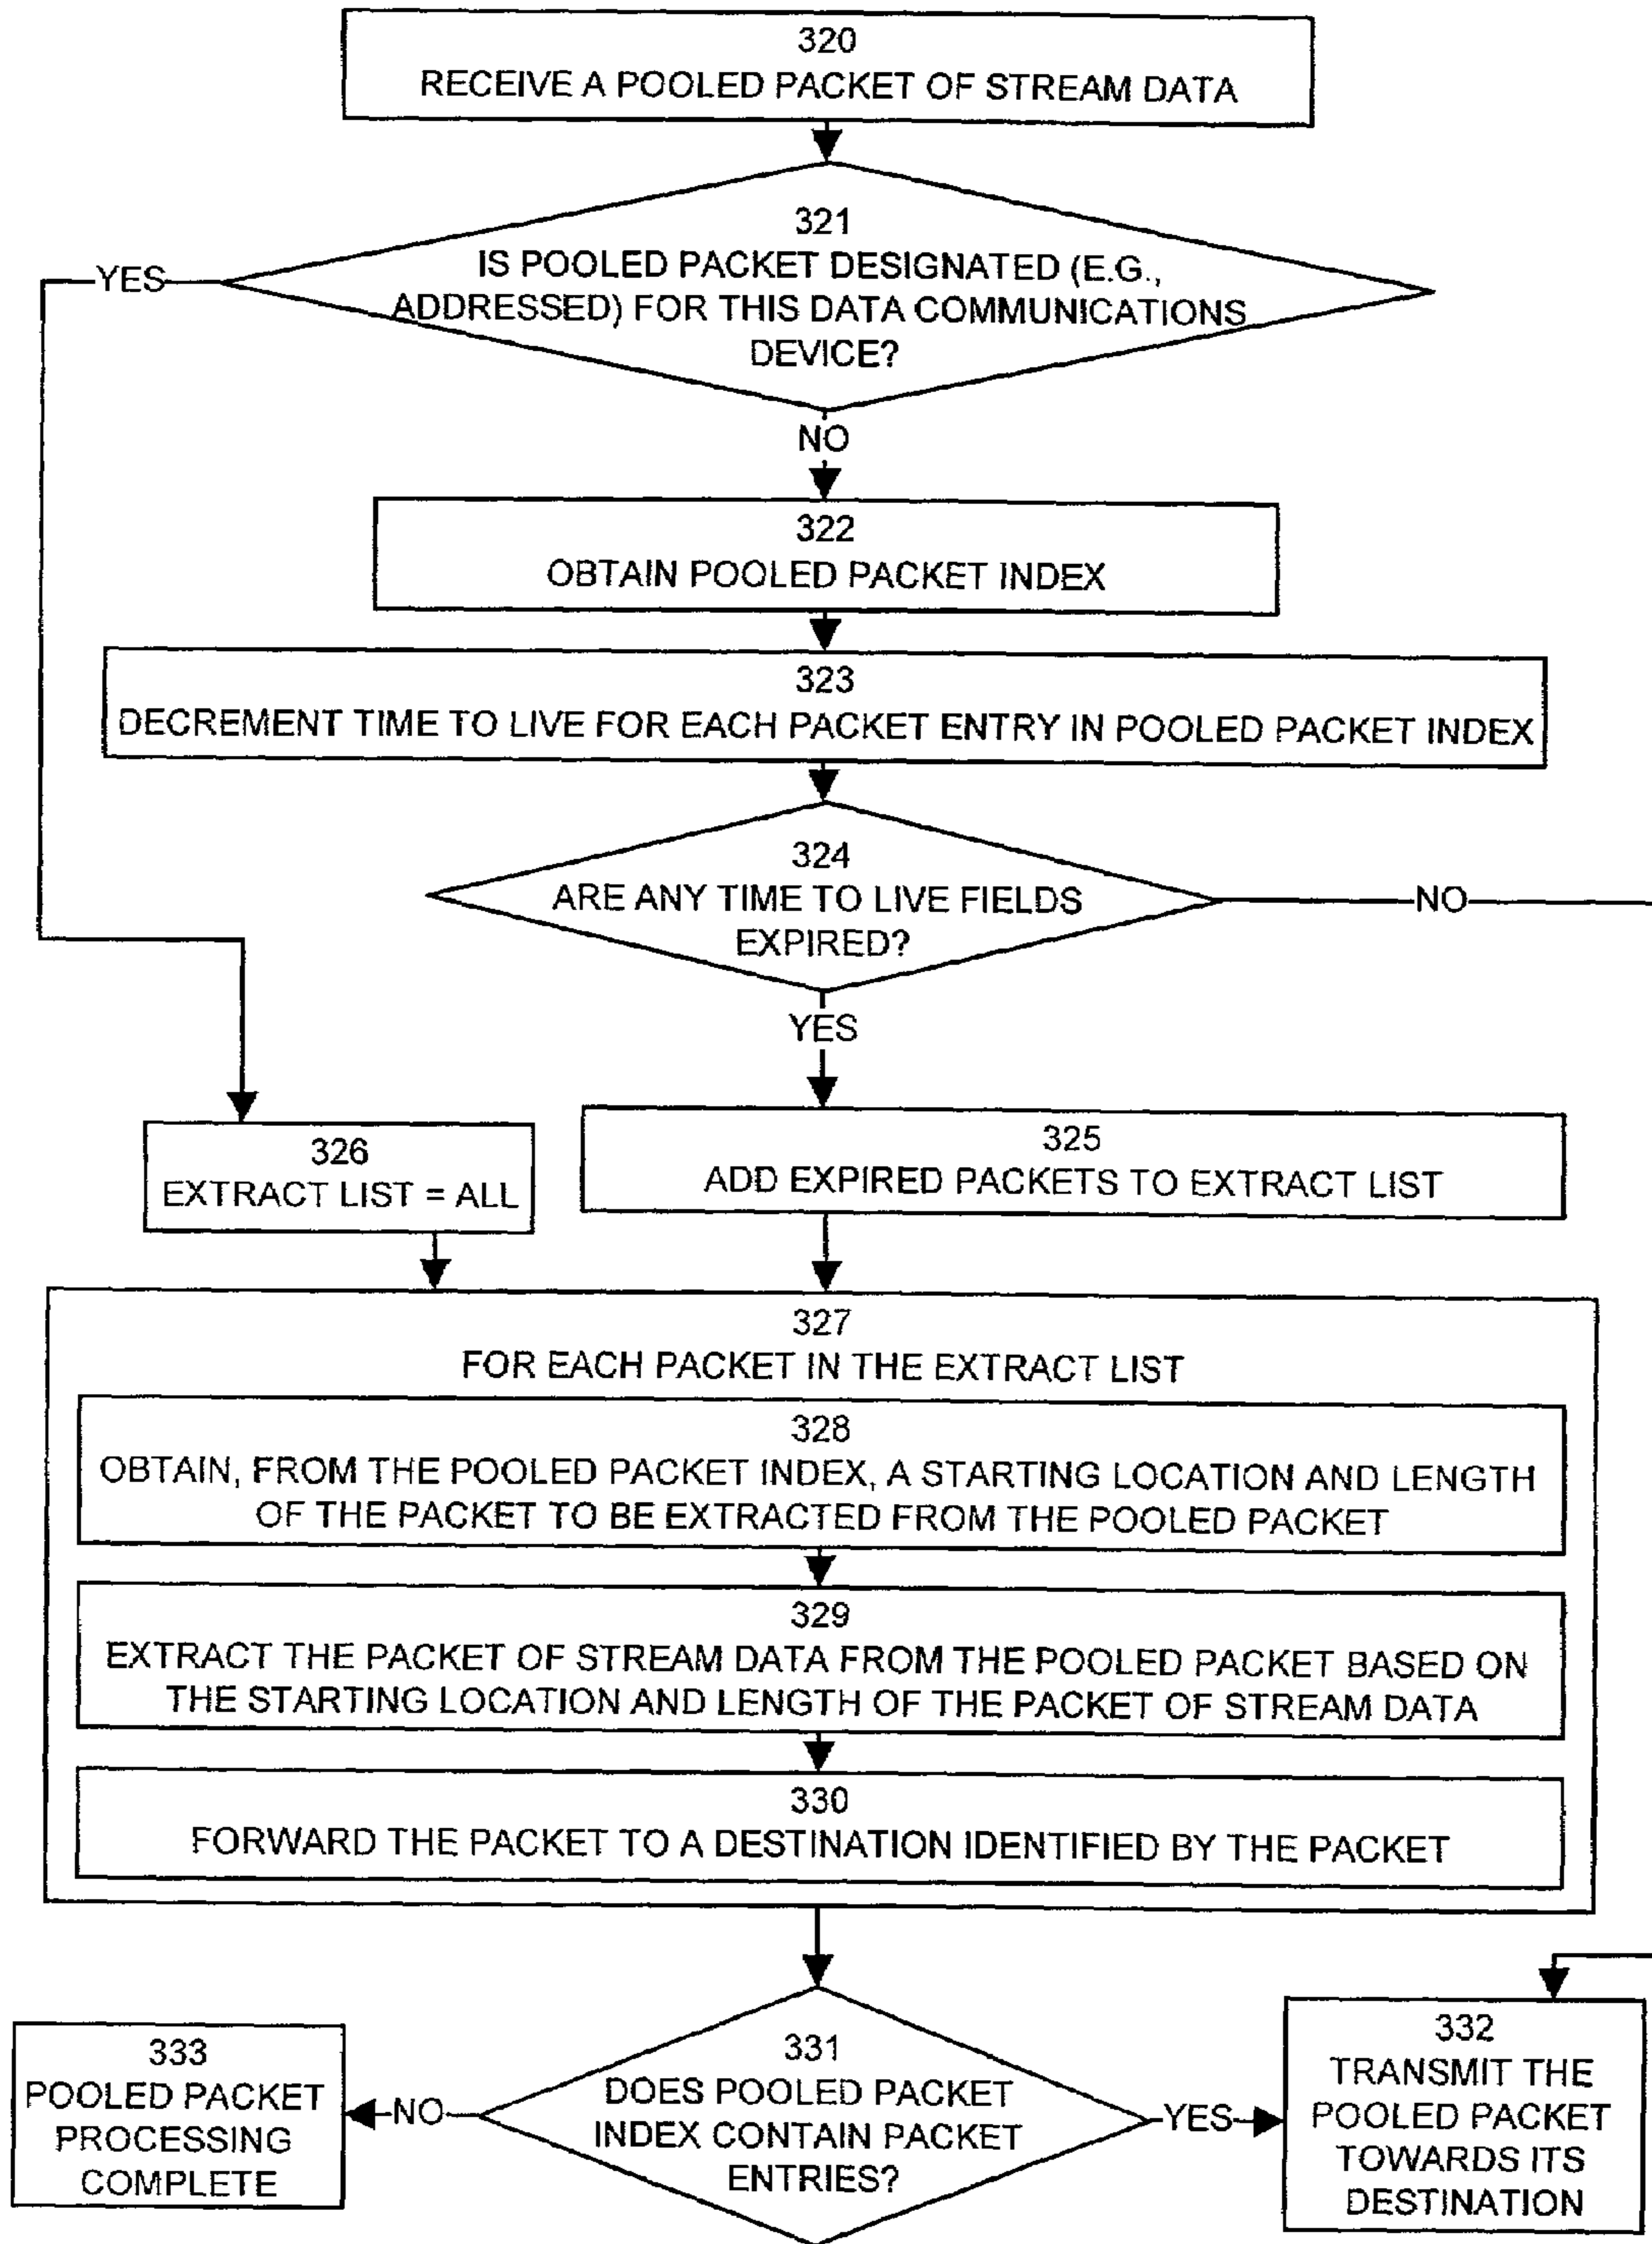 320
RECEIVE A POOLED PACKET OF STREAM DATA
321
IS POOLED PACKET DESIGNATED (E.G.,
ADDRESSED) FOR THIS DATA COMMUNICATIONS
DEVICE?
YES
NO
322
OBTAIN POOLED PACKET INDEX
323
DECREMENT TIME TO LIVE FOR EACH PACKET ENTRY IN POOLED PACKET INDEX
324
ARE ANY TIME TO LIVE FIELDS
EXPIRED?
NO
YES
326
EXTRACT LIST = ALL
325
ADD EXPIRED PACKETS TO EXTRACT LIST
327
FOR EACH PACKET IN THE EXTRACT LIST
328
OBTAIN, FROM THE POOLED PACKET INDEX, A STARTING LOCATION AND LENGTH
OF THE PACKET TO BE EXTRACTED FROM THE POOLED PACKET
329
EXTRACT THE PACKET OF STREAM DATA FROM THE POOLED PACKET BASED ON
THE STARTING LOCATION AND LENGTH OF THE PACKET OF STREAM DATA
330
FORWARD THE PACKET TO A DESTINATION IDENTIFIED BY THE PACKET
333
POOLED PACKET
PROCESSING
COMPLETE
NO
331
DOES POOLED PACKET
INDEX CONTAIN PACKET
ENTRIES?
YES
332
TRANSMIT THE
POOLED PACKET
TOWARDS ITS
DESTINATION